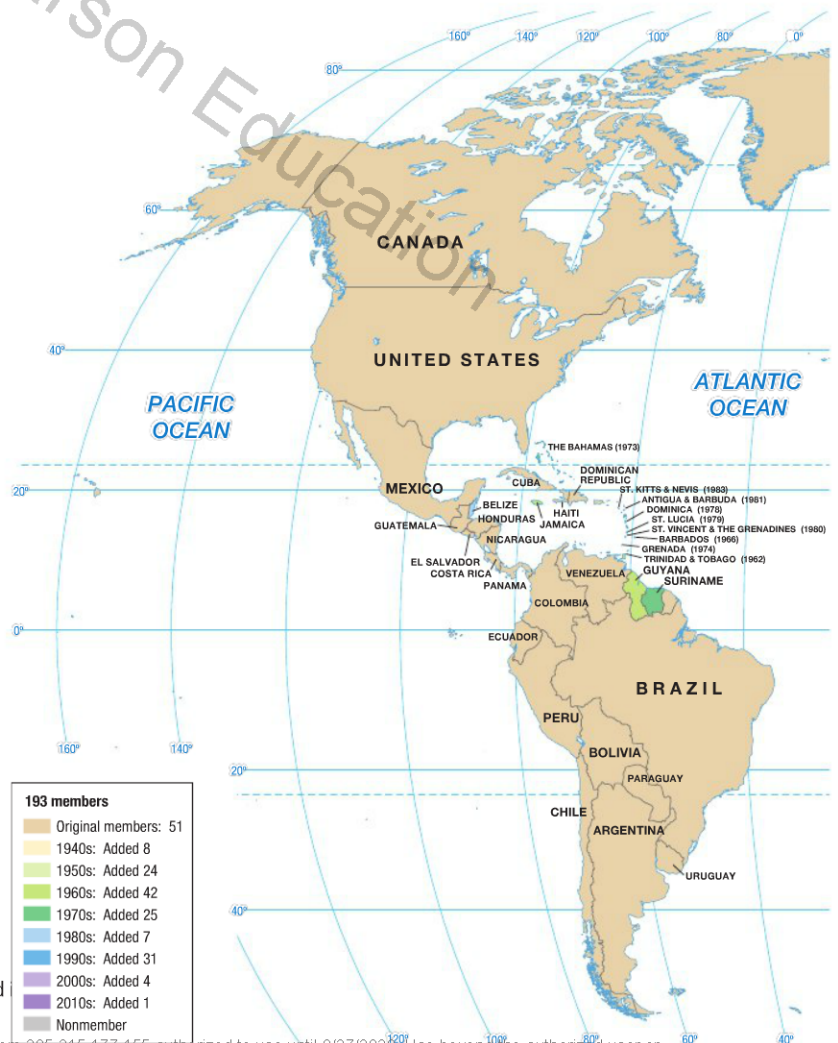 rson Education
160° 140° 120° 100° 80° 0°
80°
60°
CANADA
40°
UNITED STATES
PACIFIC
OCEAN
ATLANTIC
OCEAN
THE BAHAMAS (1973)
20°
MEXICO
CUBA
DOMINICAN
REPUBLIC
ST. KITTS & NEVIS (1983)
ANTIGUA & BARBUDA (1981)
DOMINICA (1978)
ST. LUCIA (1979)
ST. VINCENT & THE GRENADINES (1980)
BARBADOS (1966)
GRENADA (1974)
TRINIDAD & TOBAGO (1962)
BELIZE
HAITI
JAMAICA
GUATEMALA
HONDURAS
NICARAGUA
EL SALVADOR
COSTA RICA
PANAMA
VENEZUELA
GUYANA
SURINAME
COLOMBIA
0°
ECUADOR
BRAZIL
PERU
160° 140°
BOLIVIA
20°
PARAGUAY
CHILE
ARGENTINA
URUGUAY
40°
193 members
Original members: 51
1940s: Added 8
1950s: Added 24
1960s: Added 42
1970s: Added 25
1980s: Added 7
1990s: Added 31
2000s: Added 4
2010s: Added 1
Nonmember
120° 100° 80° 60° 40°